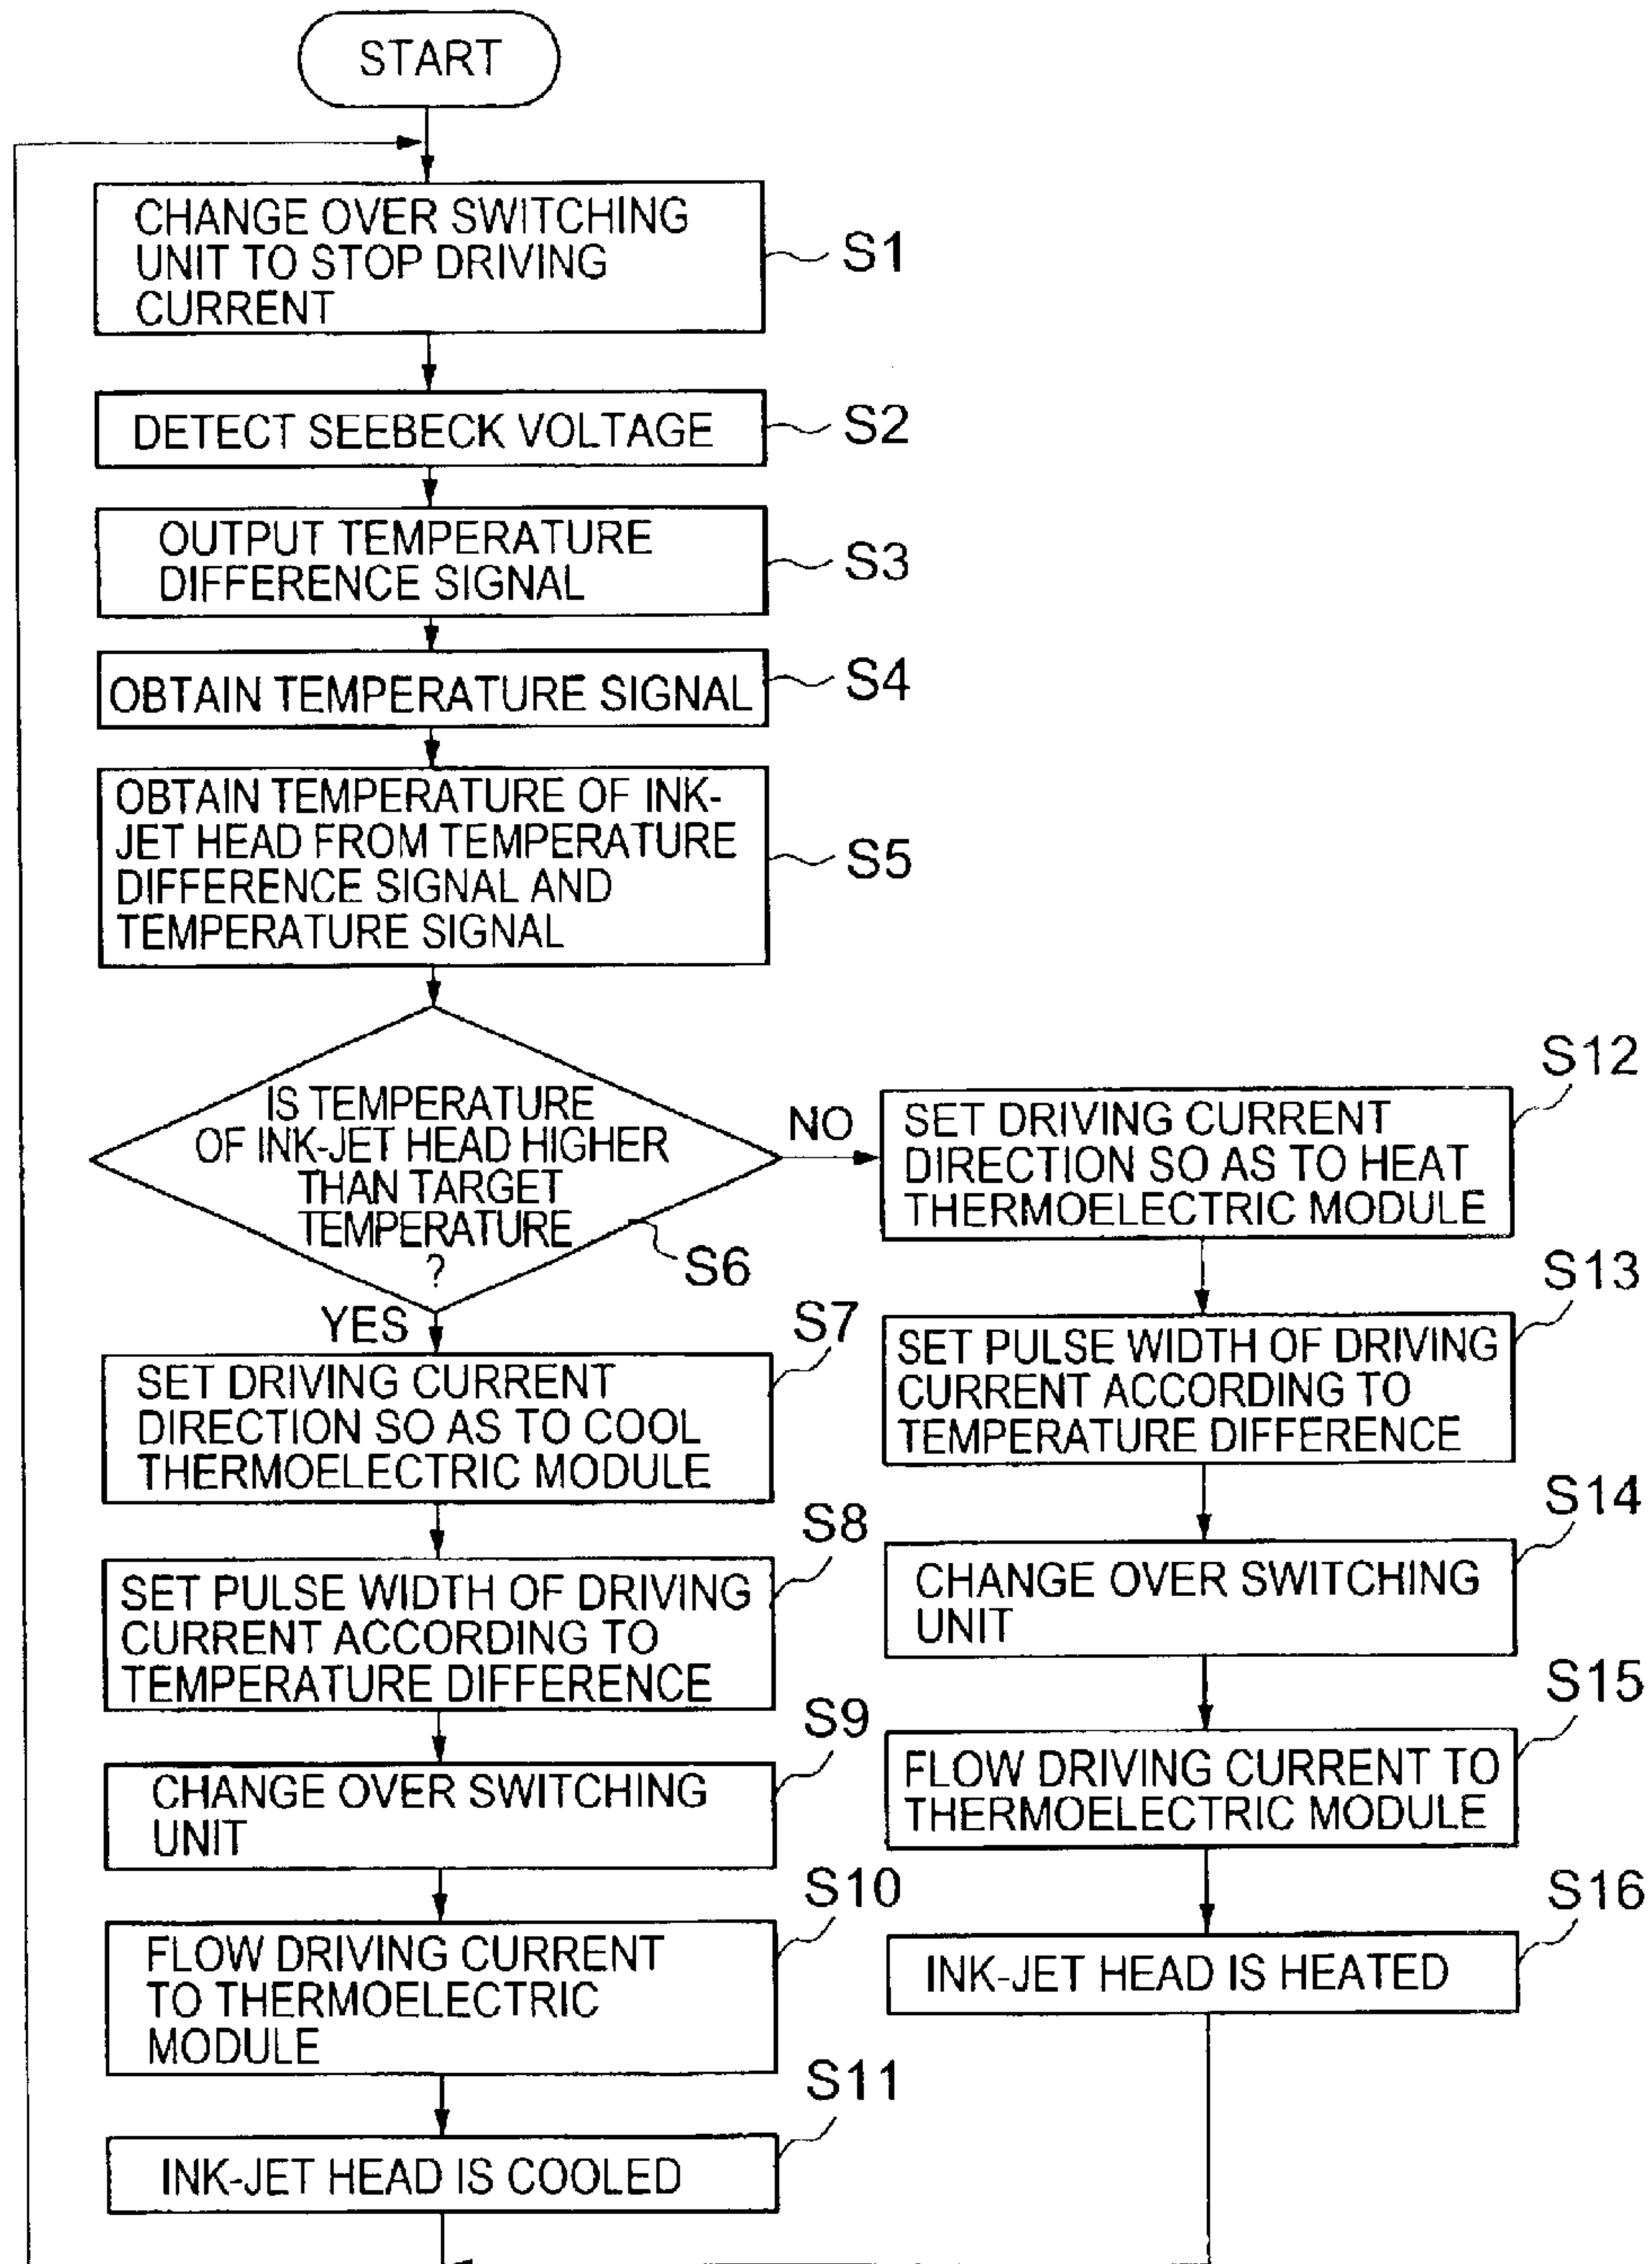 START
CHANGE OVER SWITCHING
UNIT TO STOP DRIVING
CURRENT
S1
DETECT SEEBECK VOLTAGE
S2
OUTPUT TEMPERATURE
DIFFERENCE SIGNAL
S3
OBTAIN TEMPERATURE SIGNAL
S4
OBTAIN TEMPERATURE OF INK-
JET HEAD FROM TEMPERATURE
DIFFERENCE SIGNAL AND
TEMPERATURE SIGNAL
S5
IS TEMPERATURE
OF INK-JET HEAD HIGHER
THAN TARGET
TEMPERATURE
?
S6
YES
NO
S7
SET DRIVING CURRENT
DIRECTION SO AS TO COOL
THERMOELECTRIC MODULE
S8
SET PULSE WIDTH OF DRIVING
CURRENT ACCORDING TO
TEMPERATURE DIFFERENCE
S9
CHANGE OVER SWITCHING
UNIT
S10
FLOW DRIVING CURRENT
TO THERMOELECTRIC
MODULE
S11
INK-JET HEAD IS COOLED
S12
SET DRIVING CURRENT
DIRECTION SO AS TO HEAT
THERMOELECTRIC MODULE
S13
SET PULSE WIDTH OF DRIVING
CURRENT ACCORDING TO
TEMPERATURE DIFFERENCE
S14
CHANGE OVER SWITCHING
UNIT
S15
FLOW DRIVING CURRENT TO
THERMOELECTRIC MODULE
S16
INK-JET HEAD IS HEATED